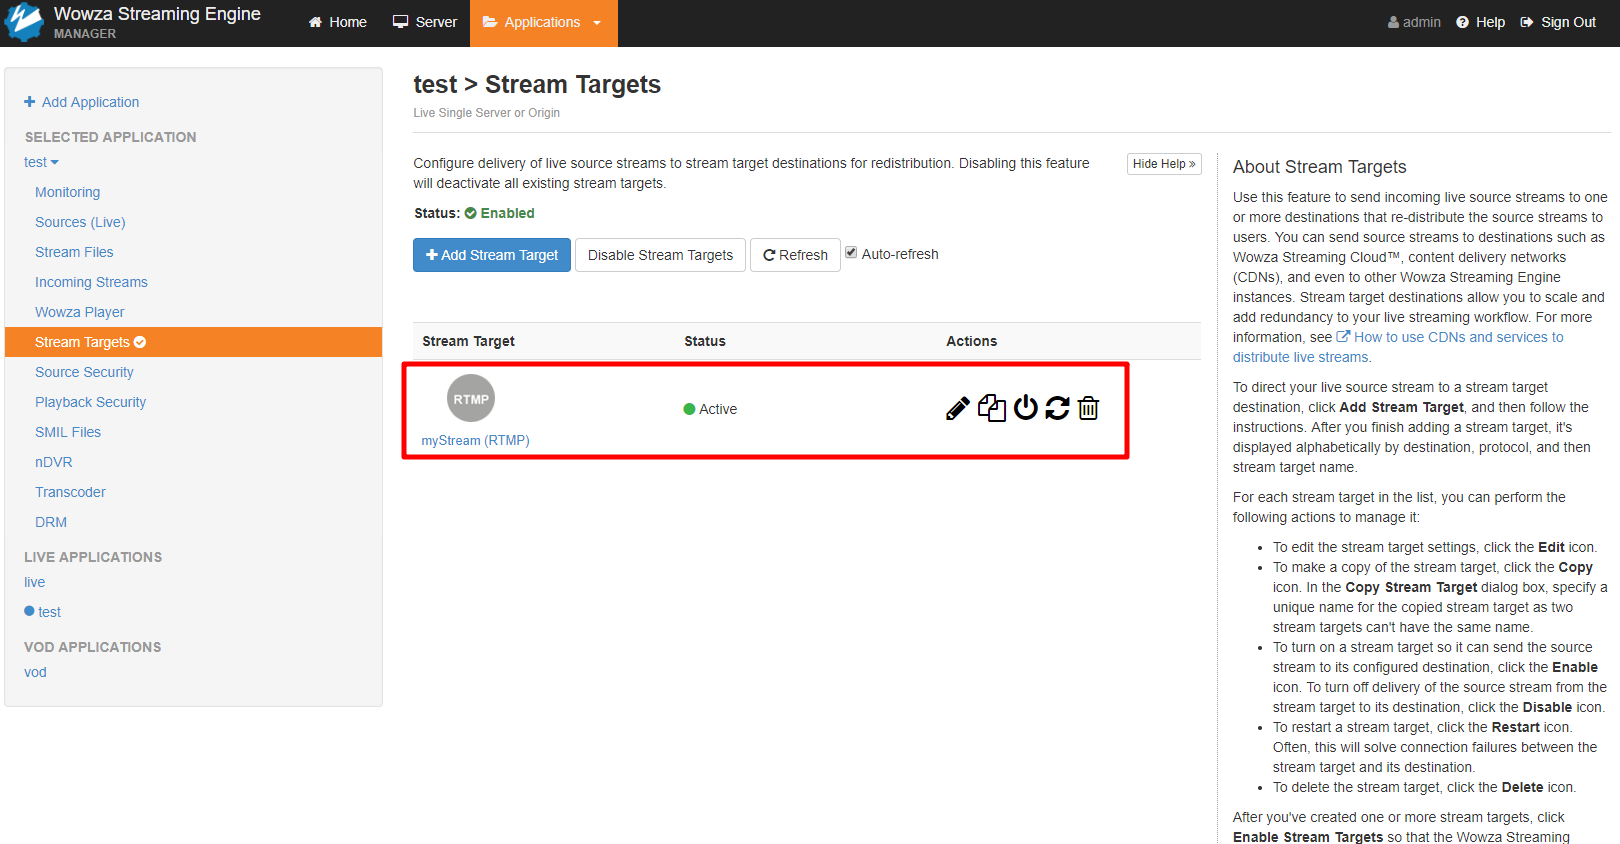 Wowza Streaming Engine
MANAGER
Home
Server
Applications
admin
Help
Sign Out
Add Application
SELECTED APPLICATION
test
Monitoring
Sources (Live)
Stream Files
Incoming Streams
Wowza Player
Stream Targets
Source Security
Playback Security
SMIL Files
nDVR
Transcoder
DRM
LIVE APPLICATIONS
live
test
VOD APPLICATIONS
vod
test > Stream Targets
Live Single Server or Origin
Configure delivery of live source streams to stream target destinations for redistribution. Disabling this feature
will deactivate all existing stream targets.
Status: Enabled
Add Stream Target
Disable Stream Targets
Refresh
Auto-refresh
Hide Help »
Stream Target Status Actions
RTMP
myStream (RTMP)
Active
About Stream Targets
Use this feature to send incoming live source streams to one
or more destinations that re-distribute the source streams to
users. You can send source streams to destinations such as
Wowza Streaming Cloud™, content delivery networks
(CDNs), and even to other Wowza Streaming Engine
instances. Stream target destinations allow you to scale and
add redundancy to your live streaming workflow. For more
information, see How to use CDNs and services to
distribute live streams.
To direct your live source stream to a stream target
destination, click Add Stream Target, and then follow the
instructions. After you finish adding a stream target, it's
displayed alphabetically by destination, protocol, and then
stream target name.
For each stream target in the list, you can perform the
following actions to manage it:
• To edit the stream target settings, click the Edit icon.
• To make a copy of the stream target, click the Copy
icon. In the Copy Stream Target dialog box, specify a
unique name for the copied stream target as two
stream targets can't have the same name.
• To turn on a stream target so it can send the source
stream to its configured destination, click the Enable
icon. To turn off delivery of the source stream from the
stream target to its destination, click the Disable icon.
• To restart a stream target, click the Restart icon.
Often, this will solve connection failures between the
stream target and its destination.
• To delete the stream target, click the Delete icon.
After you've created one or more stream targets, click
Enable Stream Targets so that the Wowza Streaming